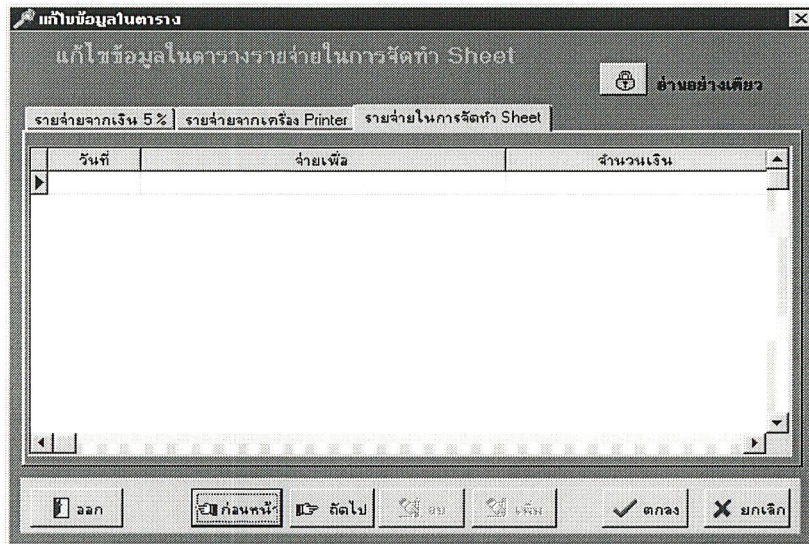 แก้ไขข้อมูลในตาราง
แก้ไขข้อมูลในตารางรายจ่ายในการจัดทำ Sheet
อ่านอย่างเดียว
รายจ่ายจากเงิน 5% รายจ่ายจากเครื่อง Printer รายจ่ายในการจัดทำ Sheet
วันที่ จ่ายเพื่อ จำนวนเงิน
ออก ก่อนหน้า ถัดไป ลบ เพิ่ม ตกลง ยกเลิก